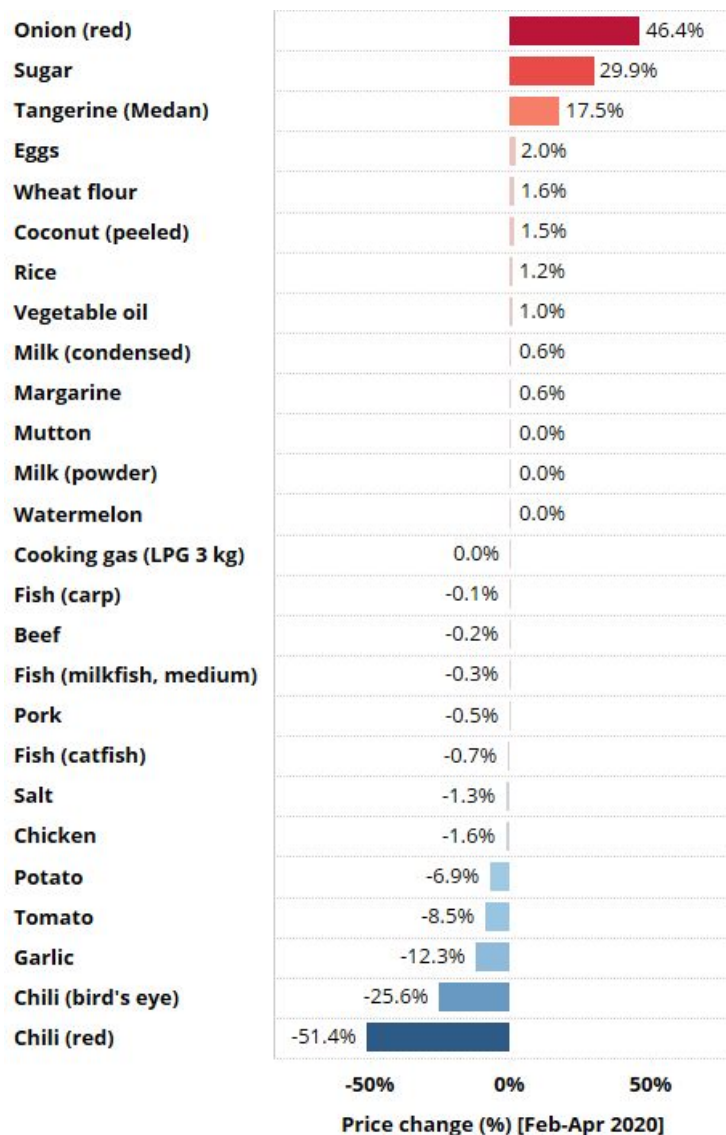 Onion (red) 46.4%
Sugar 29.9%
Tangerine (Medan) 17.5%
Eggs 2.0%
Wheat flour 1.6%
Coconut (peeled) 1.5%
Rice 1.2%
Vegetable oil 1.0%
Milk (condensed) 0.6%
Margarine 0.6%
Mutton 0.0%
Milk (powder) 0.0%
Watermelon 0.0%
Cooking gas (LPG 3 kg) 0.0%
Fish (carp) -0.1%
Beef -0.2%
Fish (milkfish, medium) -0.3%
Pork -0.5%
Fish (catfish) -0.7%
Salt -1.3%
Chicken -1.6%
Potato -6.9%
Tomato -8.5%
Garlic -12.3%
Chili (bird's eye) -25.6%
Chili (red) -51.4%
-50% 0% 50%
Price change (%) [Feb-Apr 2020]